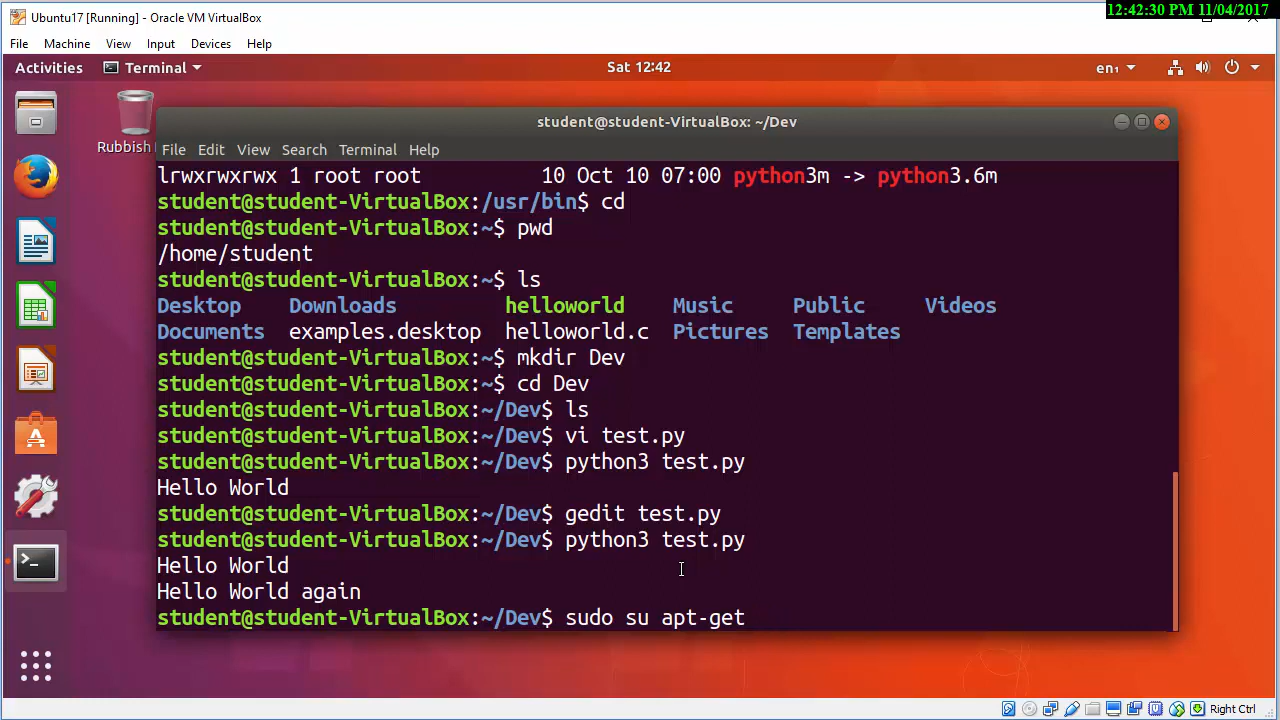 Ubuntu17 [Running] - Oracle VM VirtualBox
12:42:30 PM 11/04/2017
File Machine View Input Devices Help
Activities Terminal Sat 12:42 en₁
Rubbish
student@student-VirtualBox: ~/Dev
File Edit View Search Terminal Help
lrwxrwxrwx 1 root root 10 Oct 10 07:00 python3m -> python3.6m
student@student-VirtualBox:/usr/bin$ cd
student@student-VirtualBox:~$ pwd
/home/student
student@student-VirtualBox:~$ ls
Desktop Downloads helloworld Music Public Videos
Documents examples.desktop helloworld.c Pictures Templates
student@student-VirtualBox:~$ mkdir Dev
student@student-VirtualBox:~$ cd Dev
student@student-VirtualBox:~/Dev$ ls
student@student-VirtualBox:~/Dev$ vi test.py
student@student-VirtualBox:~/Dev$ python3 test.py
Hello World
student@student-VirtualBox:~/Dev$ gedit test.py
student@student-VirtualBox:~/Dev$ python3 test.py
Hello World
Hello World again
student@student-VirtualBox:~/Dev$ sudo su apt-get
Right Ctrl